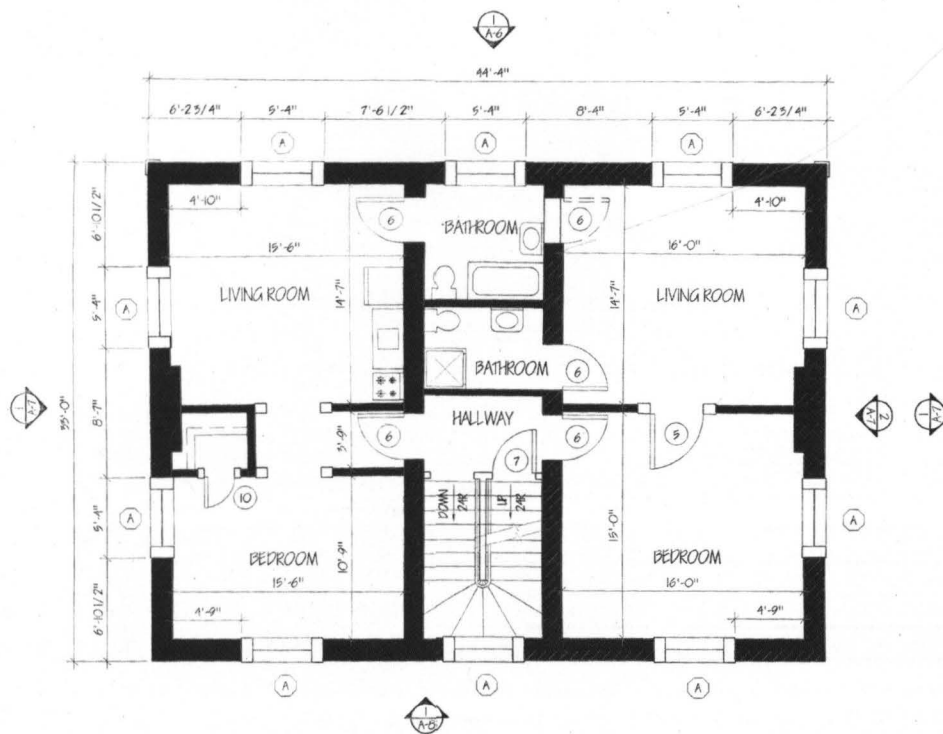 1
A-6
44'-4"
6'-2 3/4" 5'-4" 7'-6 1/2" 5'-4" 8'-4" 5'-4" 6'-2 3/4"
A A A
4'-10" 4'-10"
6'-10 1/2"
6 BATHROOM 6
15'-6" 16'-0"
LIVING ROOM 14'-7" 14'-7" LIVING ROOM
5'-4" A A
BATHROOM 6
35'-0" 8'-7"
1
A-7
2
A-7
1
HALLWAY
6 3'-9" 6 5
7
10
DOWN
24R
UP
24R
5'-4" A A
BEDROOM 10'-9" 15'-0" BEDROOM
15'-6" 16'-0"
6'-10 1/2"
4'-9" 4'-9"
A A A
1